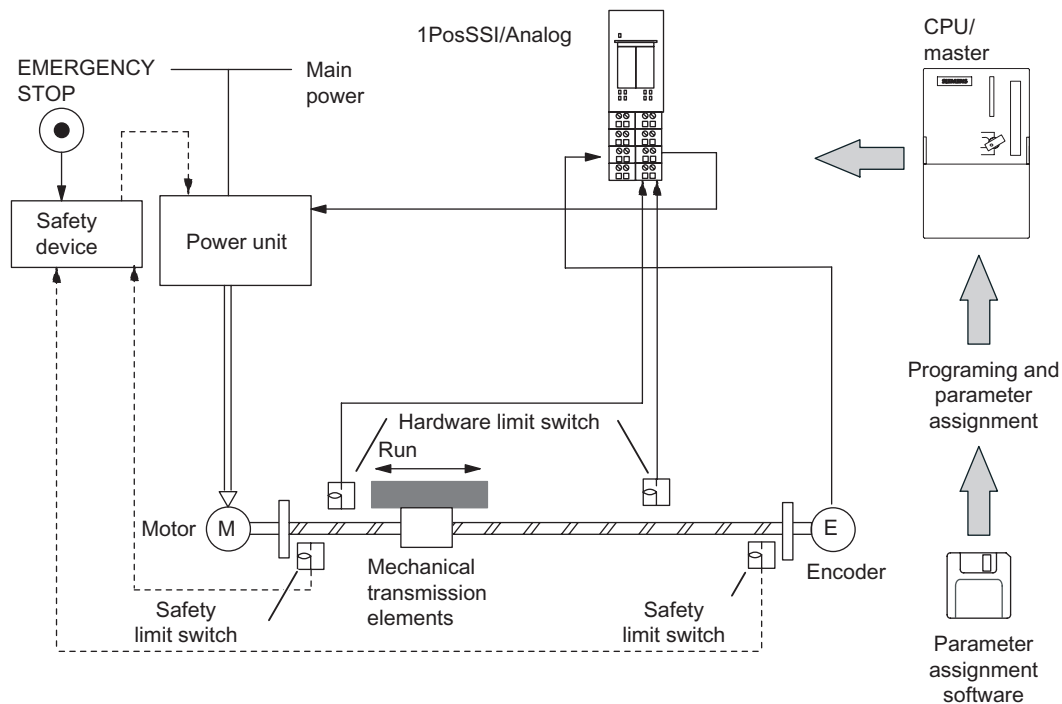 1PosSSI/Analog
CPU/
master
EMERGENCY
STOP
Main
power
SIEMENS
Safety
device
Power unit
Programing and
parameter
assignment
Hardware limit switch
Run
Motor
M
E
Encoder
Mechanical
transmission
elements
Safety
limit switch
Safety
limit switch
Parameter
assignment
software